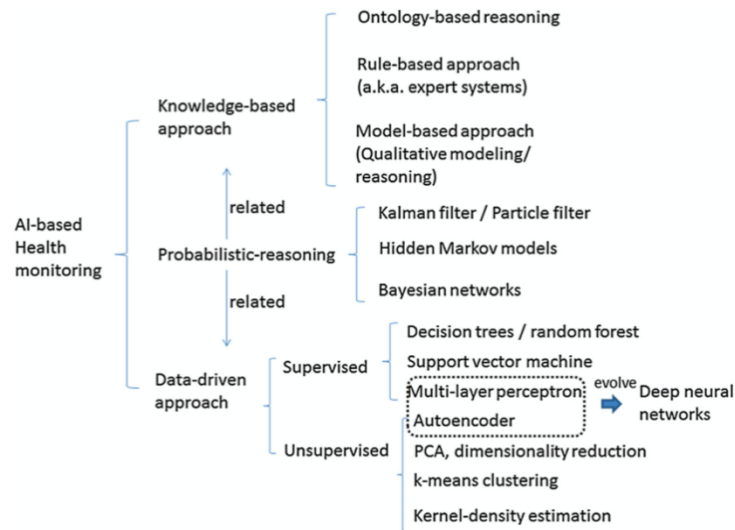 Ontology-based reasoning
Rule-based approach
(a.k.a. expert systems)
Knowledge-based
approach
Model-based approach
(Qualitative modeling/
reasoning)
related
AI-based
Health
monitoring
Kalman filter / Particle filter
Probabilistic-reasoning
Hidden Markov models
Bayesian networks
related
Data-driven
approach
Supervised
Decision trees / random forest
Support vector machine
Multi-layer perceptron
evolve
Deep neural
networks
Unsupervised
Autoencoder
PCA, dimensionality reduction
k-means clustering
Kernel-density estimation